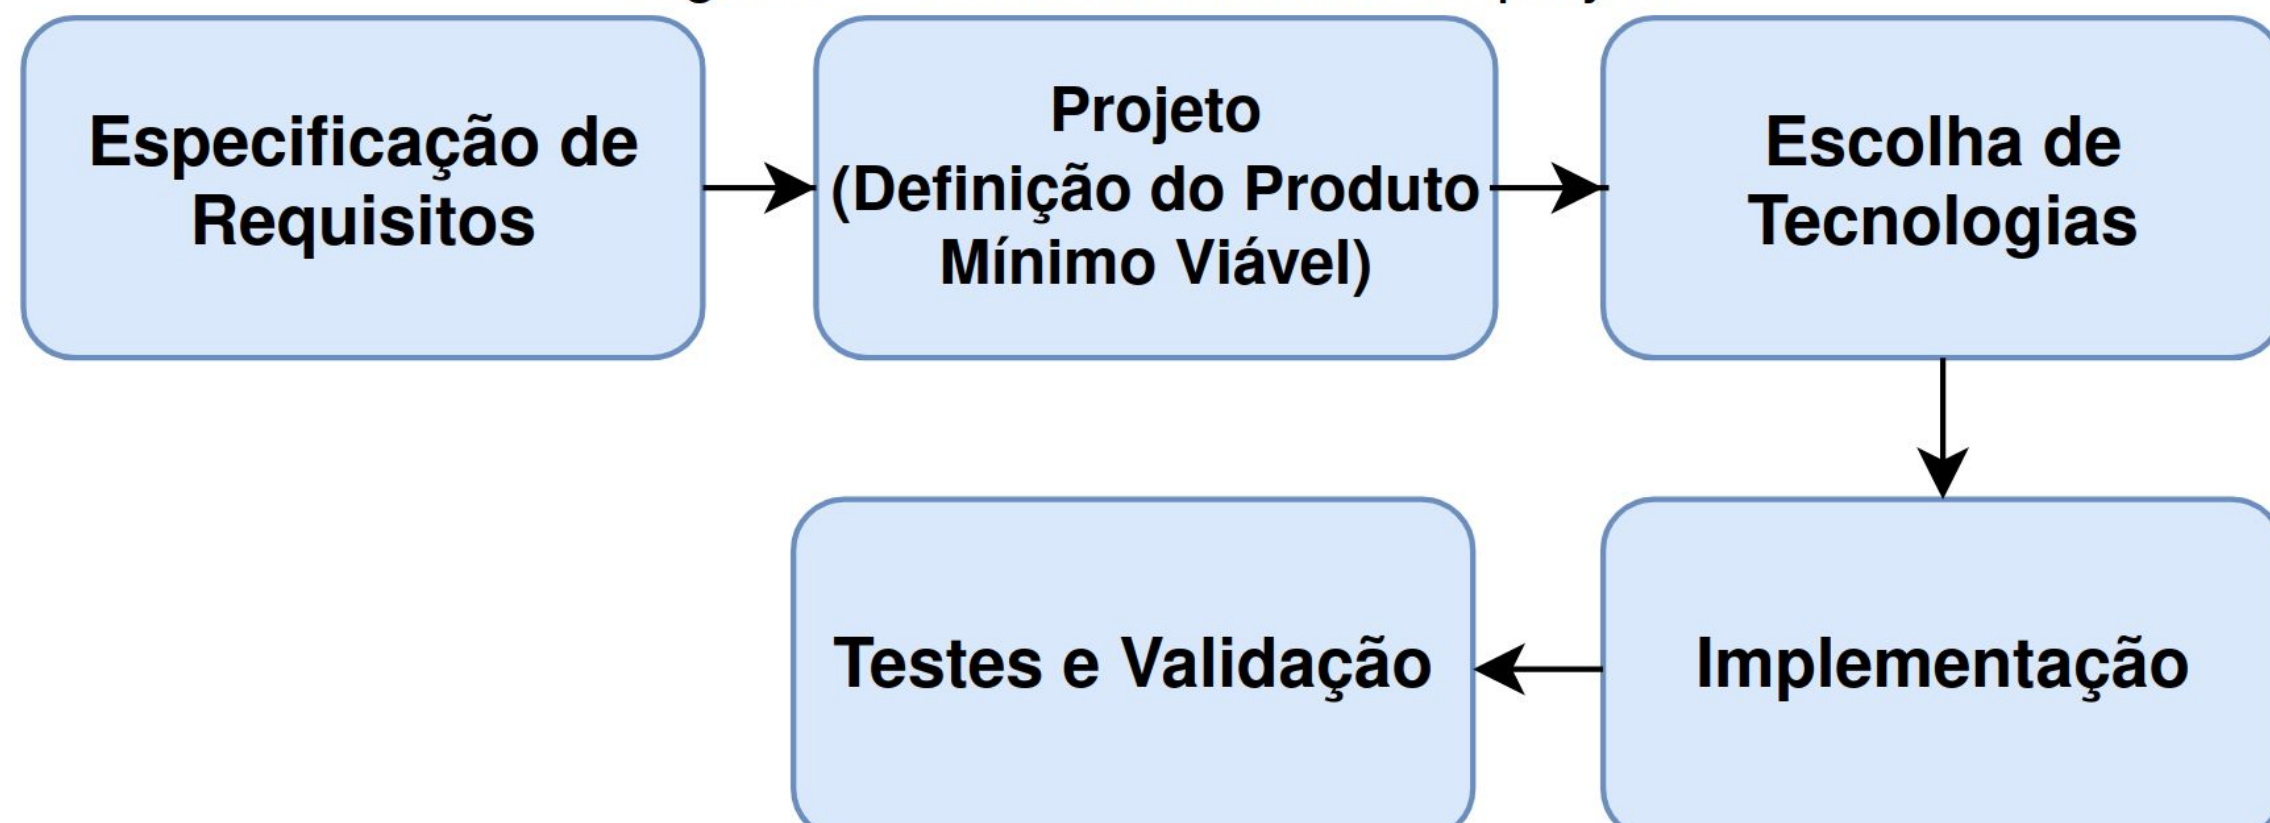 Especificação de
Requisitos
Projeto
(Definição do Produto
Mínimo Viável)
Escolha de
Tecnologias
Testes e Validação
Implementação